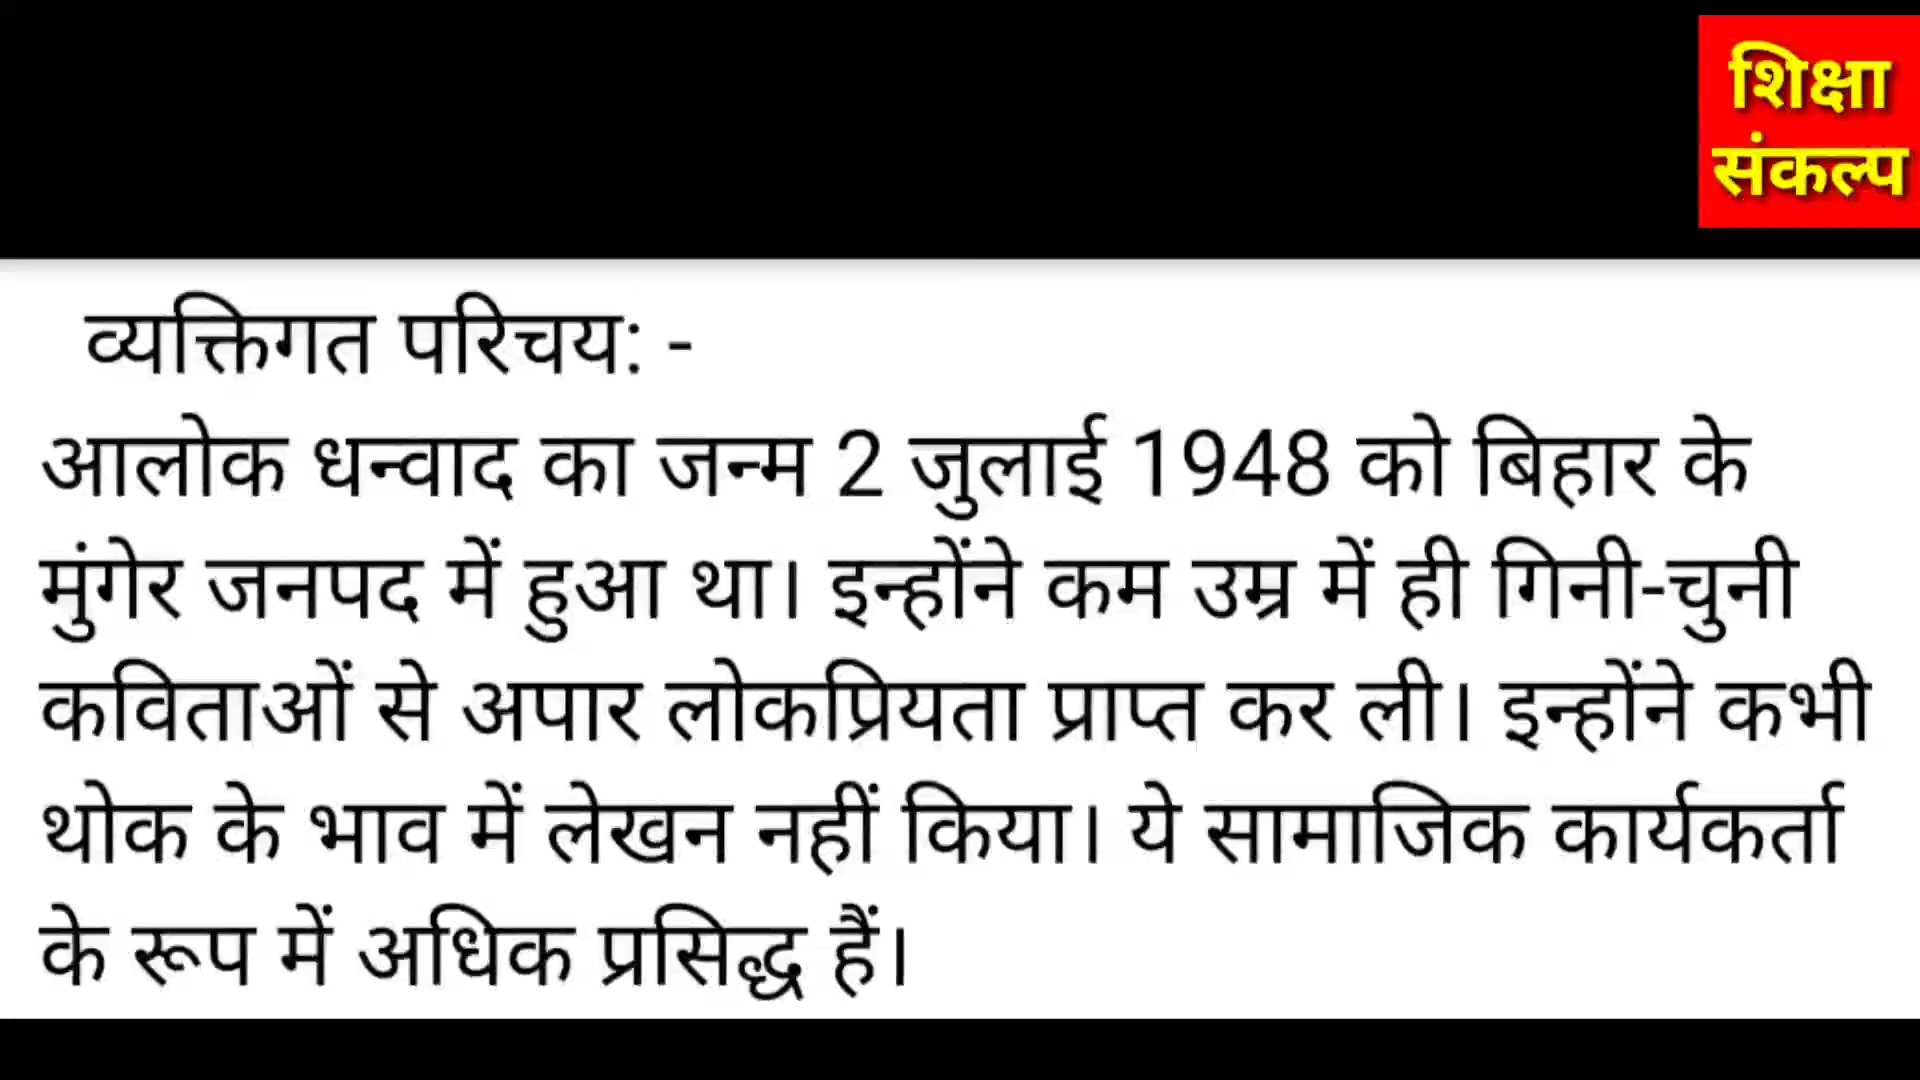 शिक्षा
संकल्प
व्यक्तिगत परिचय: -
आलोक धन्वाद का जन्म 2 जुलाई 1948 को बिहार के
मुंगेर जनपद में हुआ था। इन्होंने कम उम्र में ही गिनी-चुनी
कविताओं से अपार लोकप्रियता प्राप्त कर ली। इन्होंने कभी
थोक के भाव में लेखन नहीं किया। ये सामाजिक कार्यकर्ता
के रूप में अधिक प्रसिद्ध हैं।